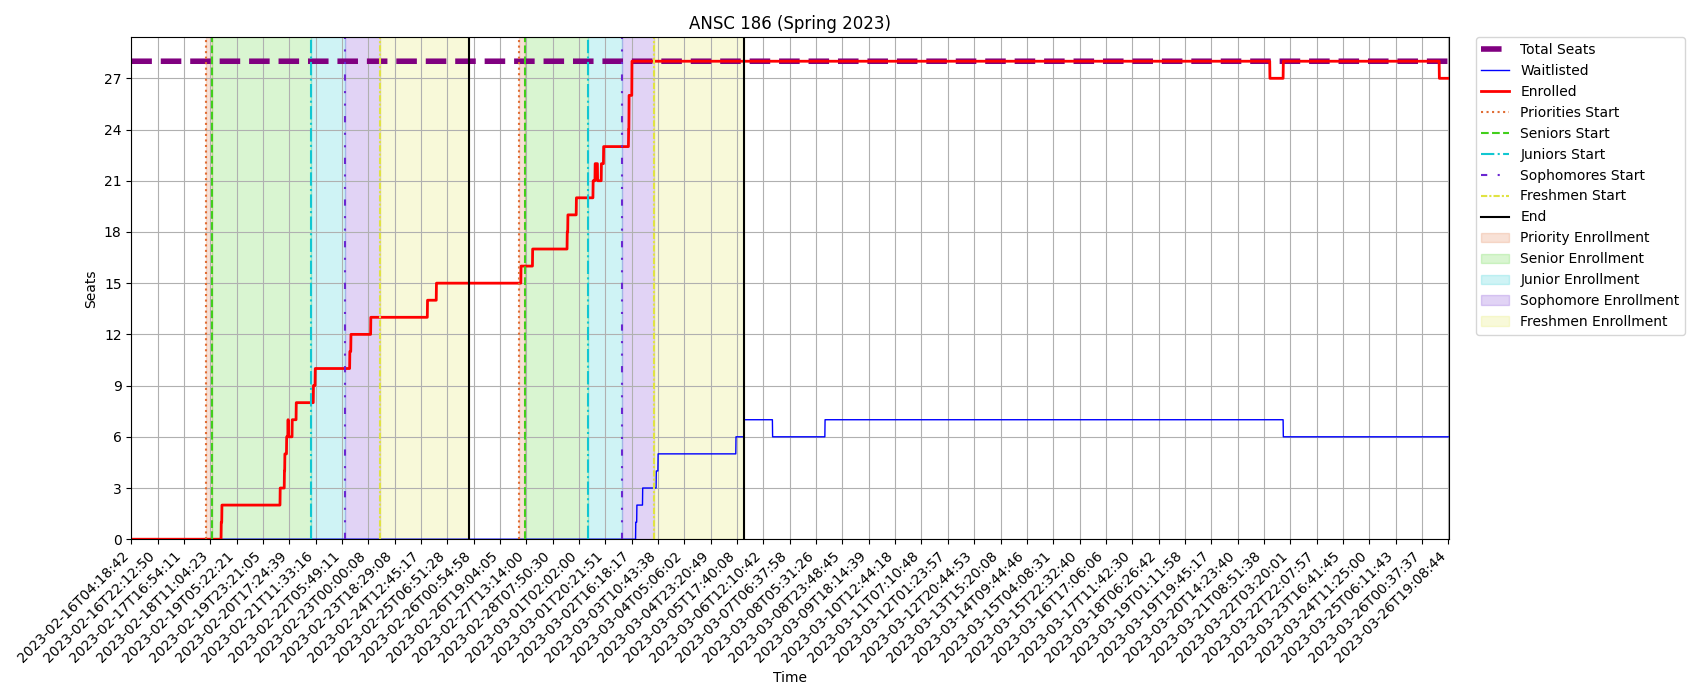 ANSC 186 (Spring 2023)
Seats
27
24
21
18
15
12
9
6
3
0
2023-02-16T04:18:42
2023-02-16T22:12:50
2023-02-17T16:54:11
2023-02-18T11:04:23
2023-02-19T05:22:21
2023-02-19T23:21:05
2023-02-20T17:24:39
2023-02-21T11:33:16
2023-02-22T05:49:11
2023-02-23T00:00:08
2023-02-23T18:29:08
2023-02-24T12:45:17
2023-02-25T06:51:28
2023-02-26T00:54:58
2023-02-26T19:04:05
2023-02-27T13:14:00
2023-02-28T07:50:30
2023-03-01T02:02:00
2023-03-01T20:21:51
2023-03-02T16:18:17
2023-03-03T10:43:38
2023-03-04T05:06:02
2023-03-04T23:20:49
2023-03-05T17:40:09
2023-03-06T12:10:42
2023-03-07T06:37:58
2023-03-08T05:31:26
2023-03-08T23:48:45
2023-03-09T18:14:39
2023-03-10T12:44:18
2023-03-11T07:10:48
2023-03-12T01:23:57
2023-03-12T20:44:53
2023-03-13T15:20:08
2023-03-14T09:44:46
2023-03-15T04:08:31
2023-03-15T22:32:40
2023-03-16T17:06:06
2023-03-17T11:42:30
2023-03-18T06:26:42
2023-03-19T01:11:58
2023-03-19T19:45:17
2023-03-20T14:23:40
2023-03-21T08:51:38
2023-03-22T03:20:01
2023-03-22T22:07:57
2023-03-23T16:41:45
2023-03-24T11:25:00
2023-03-25T06:11:43
2023-03-26T00:37:37
2023-03-26T19:08:44
Time
Total Seats
Waitlisted
Enrolled
Priorities Start
Seniors Start
Juniors Start
Sophomores Start
Freshmen Start
End
Priority Enrollment
Senior Enrollment
Junior Enrollment
Sophomore Enrollment
Freshmen Enrollment